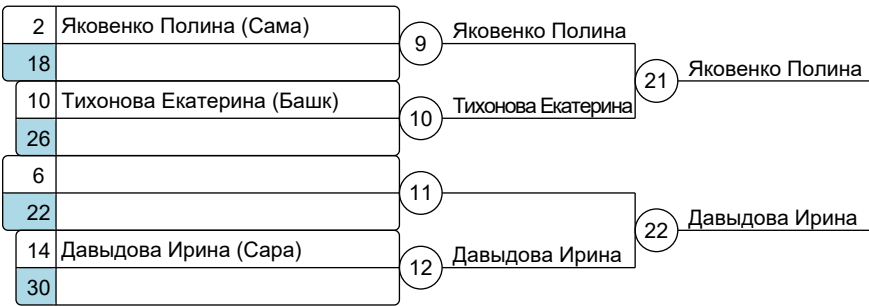 2 Яковенко Полина (Сама)
18
10 Тихонова Екатерина (Башк)
26
6
22
14 Давыдова Ирина (Сара)
30
9 Яковенко Полина
10 Тихонова Екатерина
11
12 Давыдова Ирина
21 Яковенко Полина
22 Давыдова Ирина